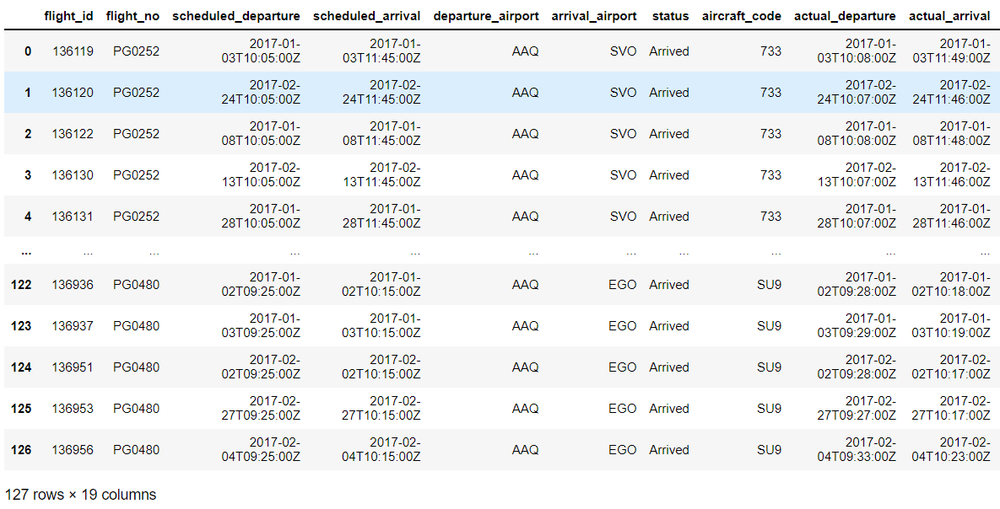 flight_id flight_no scheduled_departure scheduled_arrival departure_airport arrival_airport status aircraft_code actual_departure actual_arrival
0 136119 PG0252 2017-01-03T10:05:00Z 2017-01-03T11:45:00Z AAQ SVO Arrived 733 2017-01-03T10:08:00Z 2017-01-03T11:49:00Z
1 136120 PG0252 2017-02-24T10:05:00Z 2017-02-24T11:45:00Z AAQ SVO Arrived 733 2017-02-24T10:07:00Z 2017-02-24T11:46:00Z
2 136122 PG0252 2017-01-08T10:05:00Z 2017-01-08T11:45:00Z AAQ SVO Arrived 733 2017-01-08T10:08:00Z 2017-01-08T11:48:00Z
3 136130 PG0252 2017-02-13T10:05:00Z 2017-02-13T11:45:00Z AAQ SVO Arrived 733 2017-02-13T10:07:00Z 2017-02-13T11:46:00Z
4 136131 PG0252 2017-01-28T10:05:00Z 2017-01-28T11:45:00Z AAQ SVO Arrived 733 2017-01-28T10:07:00Z 2017-01-28T11:46:00Z
... ... ... ... ... ... ... ... ... ... ...
122 136936 PG0480 2017-01-02T09:25:00Z 2017-01-02T10:15:00Z AAQ EGO Arrived SU9 2017-01-02T09:28:00Z 2017-01-02T10:18:00Z
123 136937 PG0480 2017-01-03T09:25:00Z 2017-01-03T10:15:00Z AAQ EGO Arrived SU9 2017-01-03T09:29:00Z 2017-01-03T10:19:00Z
124 136951 PG0480 2017-02-02T09:25:00Z 2017-02-02T10:15:00Z AAQ EGO Arrived SU9 2017-02-02T09:28:00Z 2017-02-02T10:17:00Z
125 136953 PG0480 2017-02-27T09:25:00Z 2017-02-27T10:15:00Z AAQ EGO Arrived SU9 2017-02-27T09:27:00Z 2017-02-27T10:17:00Z
126 136956 PG0480 2017-02-04T09:25:00Z 2017-02-04T10:15:00Z AAQ EGO Arrived SU9 2017-02-04T09:33:00Z 2017-02-04T10:23:00Z
127 rows × 19 columns